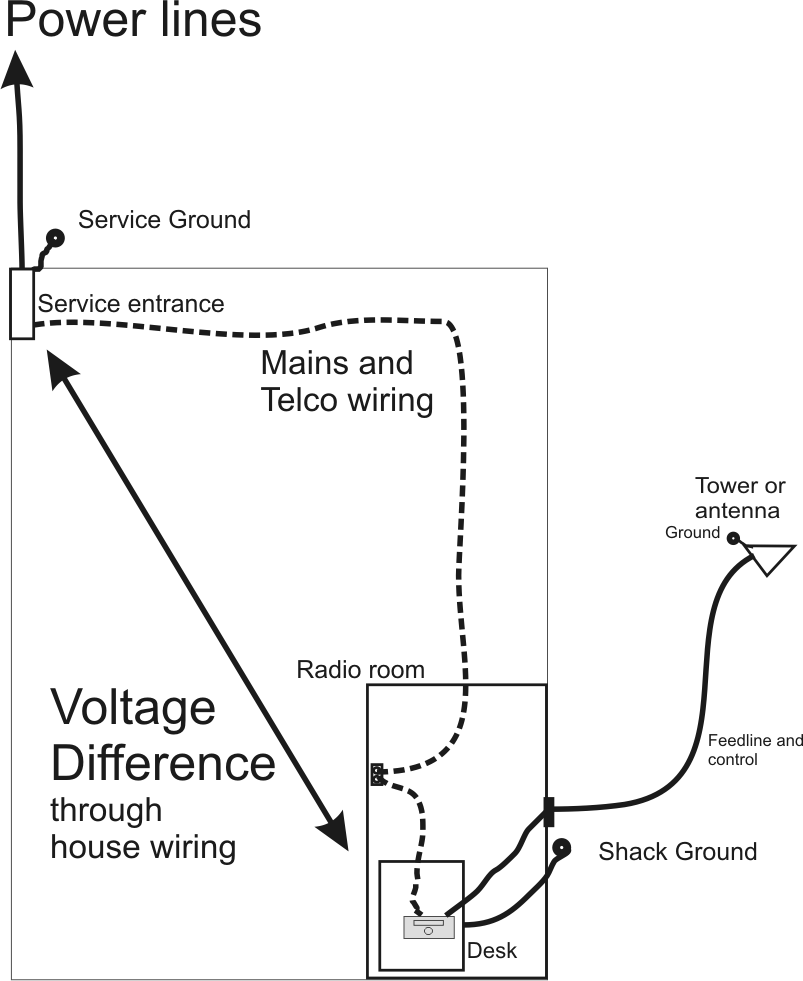 Power lines
Service Ground
Service entrance
Mains and
Telco wiring
Tower or
antenna
Ground
Radio room
Voltage
Difference
through
house wiring
Feedline and
control
Shack Ground
Desk